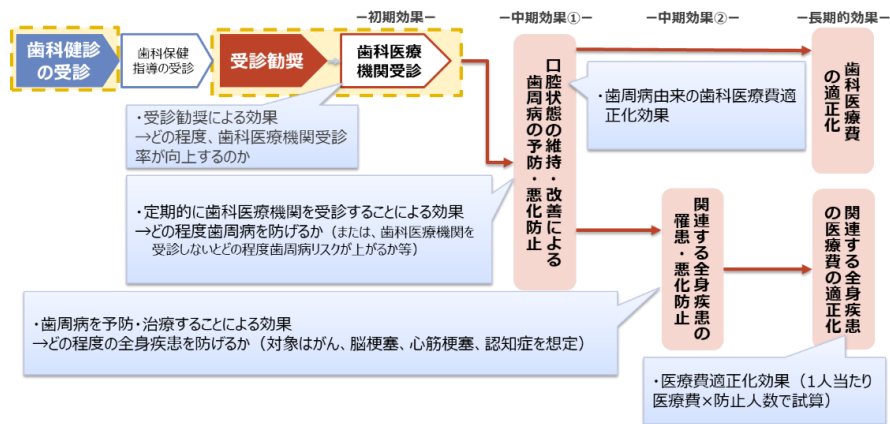 －初期効果－
－中期効果①－
－中期効果②－
－長期的効果－
歯科健診
の受診
歯科保健
指導の受診
受診勧奨
歯科医療
機関受診
・受診勧奨による効果
→どの程度、歯科医療機関受診
率が向上するのか
口腔状態の維持・改善による
歯周病の予防・悪化防止
・歯周病由来の歯科医療費適
正化効果
歯科医療費
の適正化
・定期的に歯科医療機関を受診することによる効果
→どの程度歯周病を防げるか（または、歯科医療機関を
受診しないとどの程度歯周病リスクが上がるか等）
関連する全身疾患の
罹患・悪化防止
関連する全身疾患
の医療費の適正化
・歯周病を予防・治療することによる効果
→どの程度の全身疾患を防げるか（対象はがん、脳梗塞、心筋梗塞、認知症を想定）
・医療費適正化効果（1人当たり
医療費×防止人数で試算）